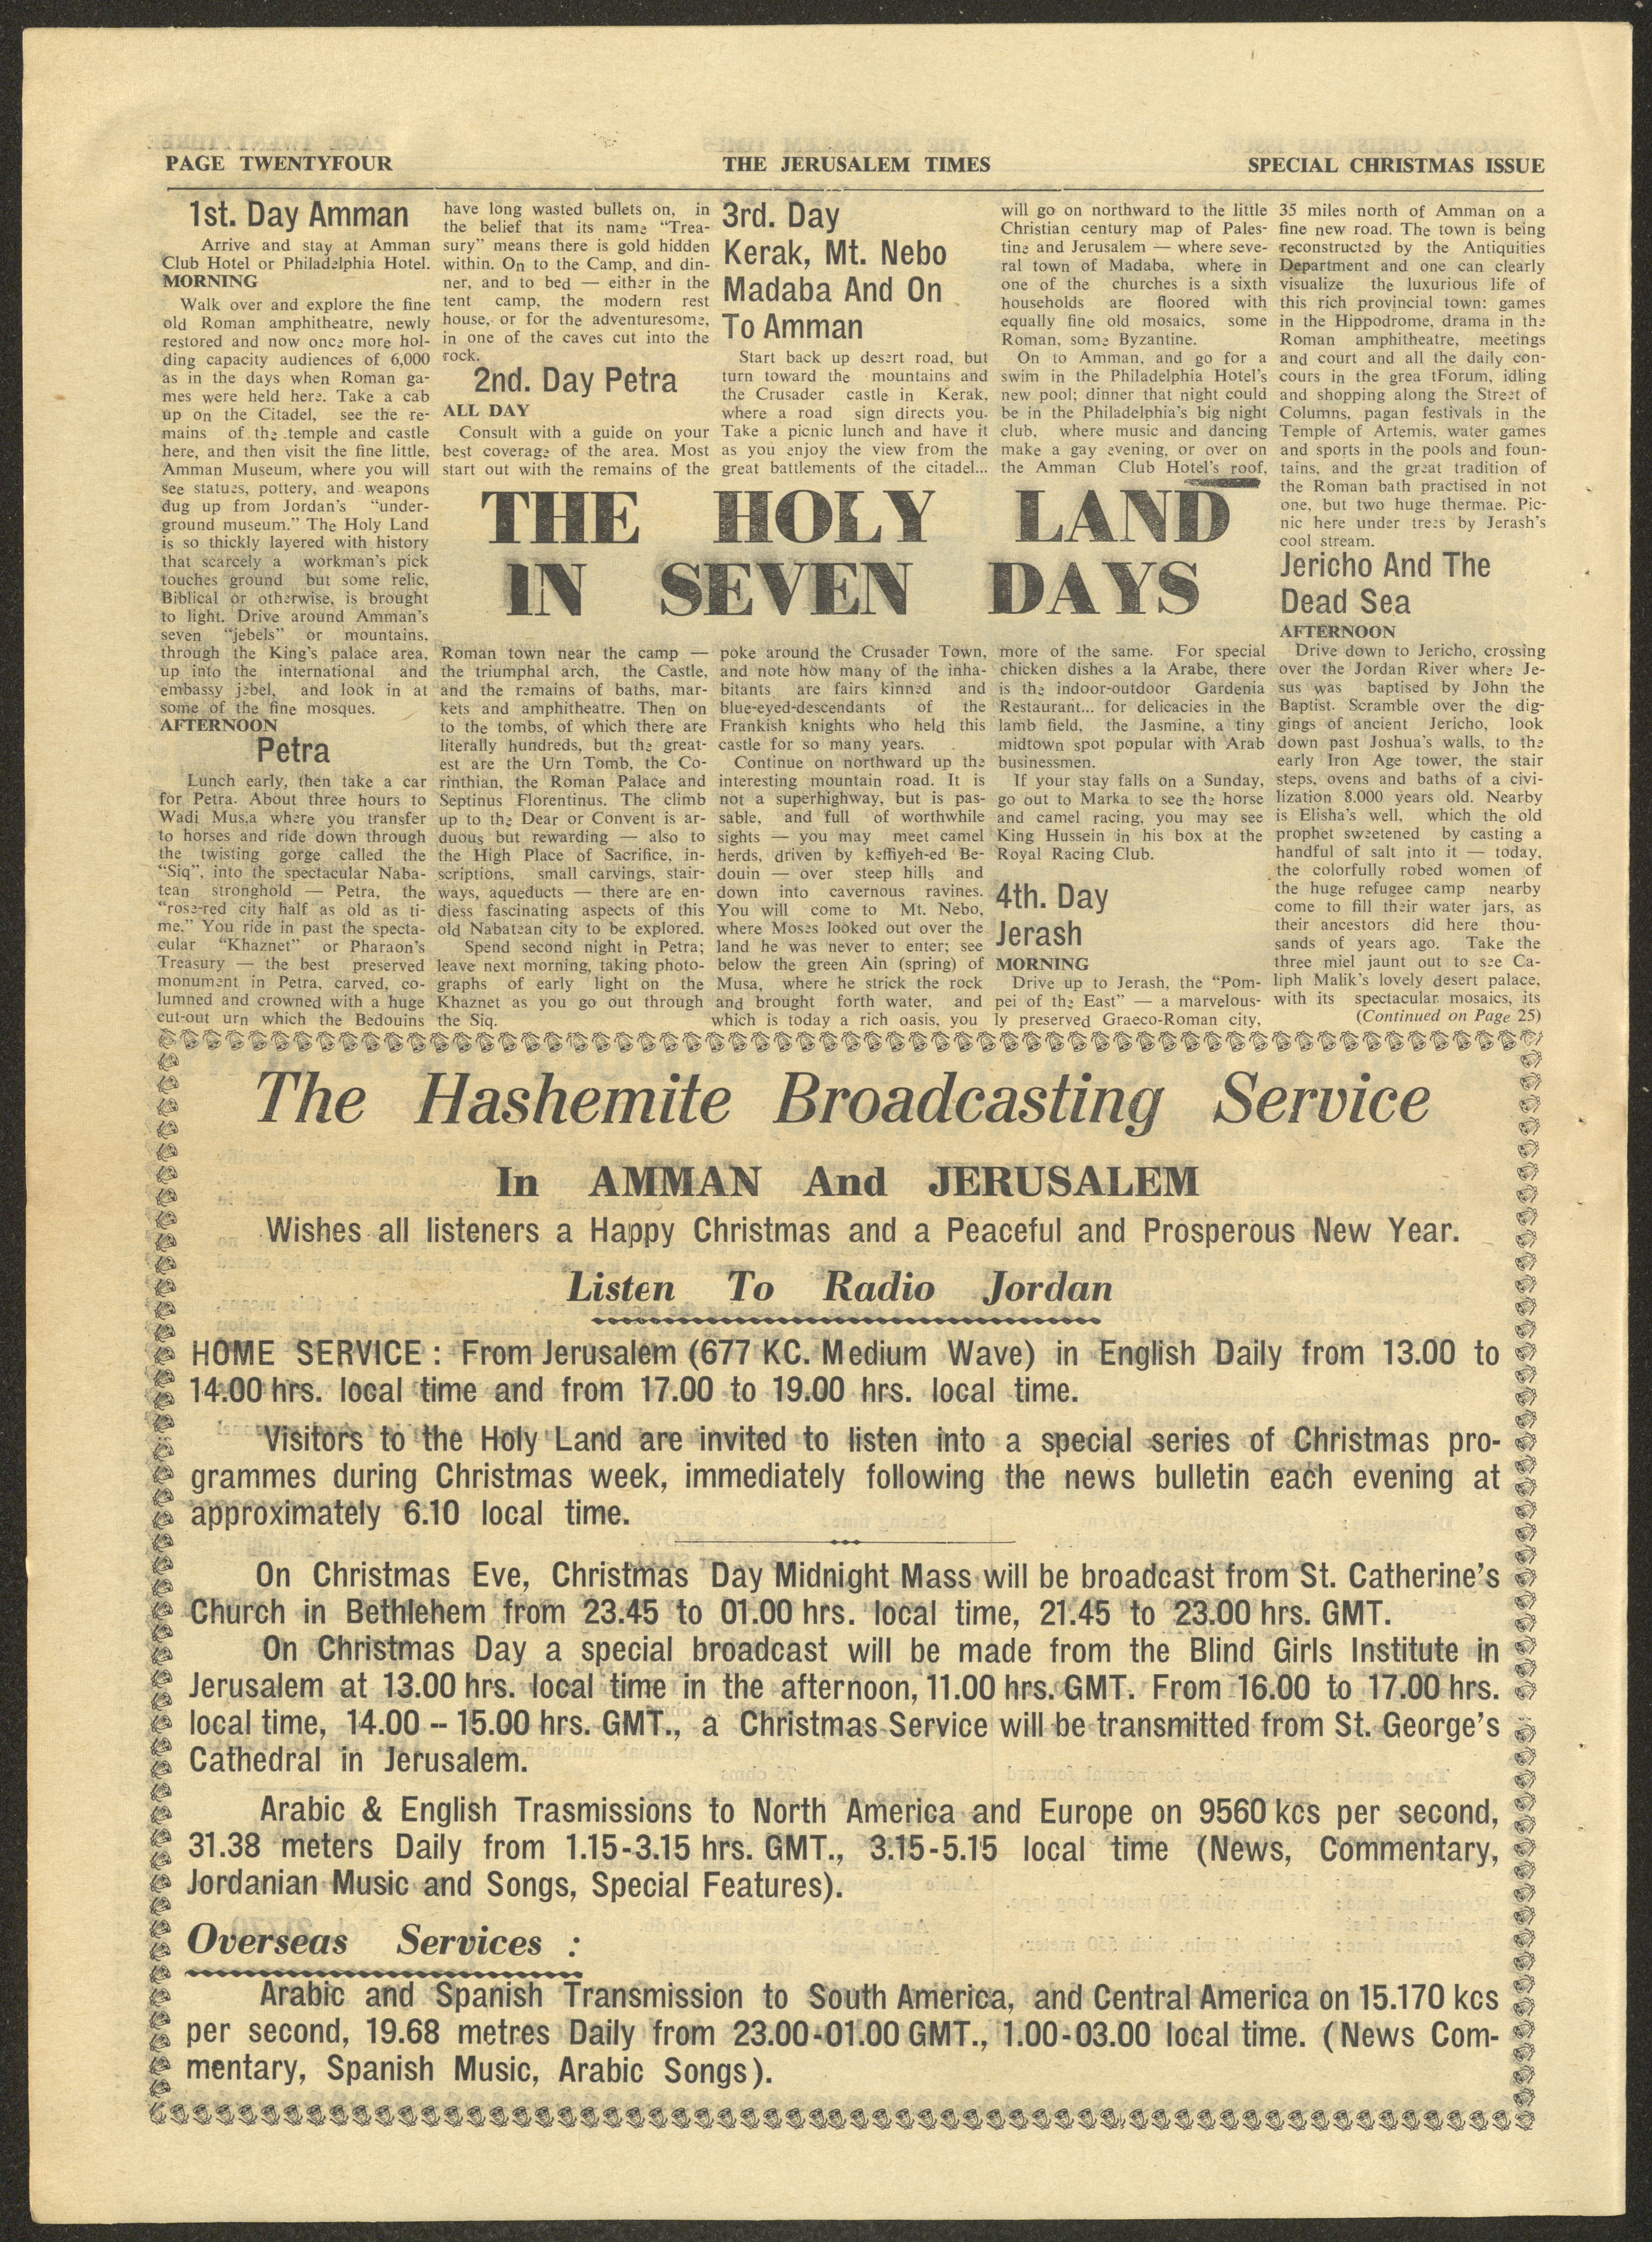 PAGE TWENTYFOUR
THE JERUSALEM TIMES
SPECIAL CHRISTMAS ISSUE
THE HOLY LAND
IN SEVEN DAYS
1st. Day Amman
Arrive and stay at Amman
Club Hotel or Philadelphia Hotel.
MORNING
Walk over and explore the fine
old Roman amphitheatre, newly
restored and now once more hol-
ding capacity audiences of 6,000
as in the days when Roman ga-
mes were held here. Take a cab
up on the Citadel, see the re-
mains of the temple and castle
here, and then visit the fine little,
Amman Museum, where you will
see statues, pottery, and weapons
dug up from Jordan's "under-
ground museum." The Holy Land
is so thickly layered with history
that scarcely a workman's pick
touches ground but some relic,
Biblical or otherwise, is brought
to light. Drive around Amman's
seven "jebels" or mountains,
through the King's palace area,
up into the international and
embassy jebel, and look in at
some of the fine mosques.
AFTERNOON
Petra
Lunch early, then take a car
for Petra. About three hours to
Wadi Mus,a where you transfer
to horses and ride down through
the twisting gorge called the
"Siq", into the spectacular Naba-
tean stronghold — Petra, the
"rose-red city half as old as ti-
me." You ride in past the specta-
cular "Khaznet" or Pharaon's
Treasury — the best preserved
monument in Petra, carved, co-
lumned and crowned with a huge
cut-out urn which the Bedouins
have long wasted bullets on, in
the belief that its name "Trea-
sury" means there is gold hidden
within. On to the Camp, and din-
ner, and to bed — either in the
tent camp, the modern rest
house, or for the adventuresome,
in one of the caves cut into the
rock.
2nd. Day Petra
ALL DAY
Consult with a guide on your
best coverage of the area. Most
start out with the remains of the
Roman town near the camp —
the triumphal arch, the Castle,
and the remains of baths, mar-
kets and amphitheatre. Then on
to the tombs, of which there are
literally hundreds, but the great-
est are the Urn Tomb, the Co-
rinthian, the Roman Palace and
Septinus Florentinus. The climb
up to the Dear or Convent is ar-
duous but rewarding — also to
the High Place of Sacrifice, in-
scriptions, small carvings, stair-
ways, aqueducts — there are en-
dless fascinating aspects of this
old Nabatean city to be explored.
Spend second night in Petra;
leave next morning, taking photo-
graphs of early light on the
Khaznet as you go out through
the Siq.
3rd. Day
Kerak, Mt. Nebo
Madaba And On
To Amman
Start back up desert road, but
turn toward the mountains and
the Crusader castle in Kerak,
where a road sign directs you.
Take a picnic lunch and have it
as you enjoy the view from the
great battlements of the citadel...
poke around the Crusader Town,
and note how many of the inha-
bitants are fairs kinned and
blue-eyed-descendants of the
Frankish knights who held this
castle for so many years.
Continue on northward up the
interesting mountain road. It is
not a superhighway, but is pas-
sable, and full of worthwhile
sights — you may meet camel
herds, driven by keffiyeh-ed Be-
douin — over steep hills and
down into cavernous ravines.
You will come to Mt. Nebo,
where Moses looked out over the
land he was never to enter; see
below the green Ain (spring) of
Musa, where he strick the rock
and brought forth water, and
which is today a rich oasis, you
will go on northward to the little
Christian century map of Pales-
tine and Jerusalem — where seve-
ral town of Madaba, where in
one of the churches is a sixth
households are floored with
equally fine old mosaics, some
Roman, some Byzantine.
On to Amman, and go for a
swim in the Philadelphia Hotel's
new pool; dinner that night could
be in the Philadelphia's big night
club, where music and dancing
make a gay evening, or over on
the Amman Club Hotel's roof,
more of the same. For special
chicken dishes a la Arabe, there
is the indoor-outdoor Gardenia
Restaurant... for delicacies in the
lamb field, the Jasmine, a tiny
midtown spot popular with Arab
businessmen.
If your stay falls on a Sunday,
go out to Marka to see the horse
and camel racing, you may see
King Hussein in his box at the
Royal Racing Club.
4th. Day
Jerash
MORNING
Drive up to Jerash, the "Pom-
pei of the East" — a marvelous-
ly preserved Graeco-Roman city,
35 miles north of Amman on a
fine new road. The town is being
reconstructed by the Antiquities
Department and one can clearly
visualize the luxurious life of
this rich provincial town: games
in the Hippodrome, drama in the
Roman amphitheatre, meetings
and court and all the daily con-
cours in the grea tForum, idling
and shopping along the Street of
Columns, pagan festivals in the
Temple of Artemis, water games
and sports in the pools and foun-
tains, and the great tradition of
the Roman bath practised in not
one, but two huge thermae. Pic-
nic here under trees by Jerash's
cool stream.
Jericho And The
Dead Sea
AFTERNOON
Drive down to Jericho, crossing
over the Jordan River where Je-
sus was baptised by John the
Baptist. Scramble over the dig-
gings of ancient Jericho, look
down past Joshua's walls, to the
early Iron Age tower, the stair
steps, ovens and baths of a civi-
lization 8.000 years old. Nearby
is Elisha's well, which the old
prophet sweetened by casting a
handful of salt into it — today,
the colorfully robed women of
the huge refugee camp nearby
come to fill their water jars, as
their ancestors did here thou-
sands of years ago. Take the
three miel jaunt out to see Ca-
liph Malik's lovely desert palace,
with its spectacular mosaics, its
(Continued on Page 25)
The Hashemite Broadcasting Service
In AMMAN And JERUSALEM
Wishes all listeners a Happy Christmas and a Peaceful and Prosperous New Year.
Listen To Radio Jordan
HOME SERVICE : From Jerusalem (677 KC. Medium Wave) in English Daily from 13.00 to
14.00 hrs. local time and from 17.00 to 19.00 hrs. local time.
Visitors to the Holy Land are invited to listen into a special series of Christmas pro-
grammes during Christmas week, immediately following the news bulletin each evening at
approximately 6.10 local time.
On Christmas Eve, Christmas Day Midnight Mass will be broadcast from St. Catherine's
Church in Bethlehem from 23.45 to 01.00 hrs. local time, 21.45 to 23.00 hrs. GMT.
On Christmas Day a special broadcast will be made from the Blind Girls Institute in
Jerusalem at 13.00 hrs. local time in the afternoon, 11.00 hrs. GMT. From 16.00 to 17.00 hrs.
local time, 14.00 – 15.00 hrs. GMT., a Christmas Service will be transmitted from St. George's
Cathedral in Jerusalem.
Arabic & English Trasmissions to North America and Europe on 9560 kcs per second,
31.38 meters Daily from 1.15-3.15 hrs. GMT., 3.15-5.15 local time (News, Commentary,
Jordanian Music and Songs, Special Features).
Overseas Services :
Arabic and Spanish Transmission to South America, and Central America on 15.170 kcs
per second, 19.68 metres Daily from 23.00-01.00 GMT., 1.00-03.00 local time. (News Com-
mentary, Spanish Music, Arabic Songs).